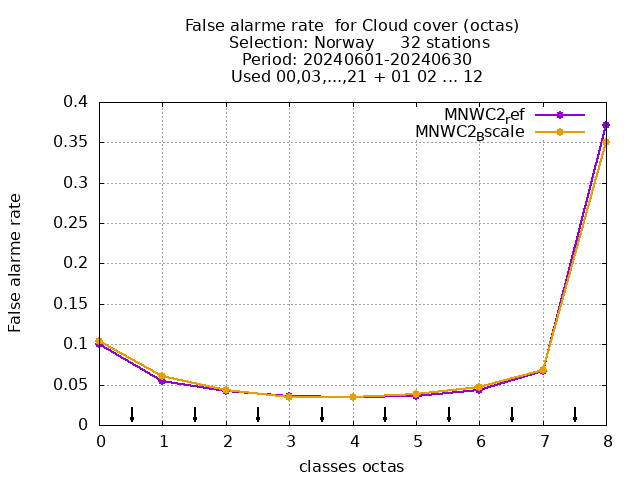 False alarme rate  for Cloud cover (octas)
Selection: Norway     32 stations
Period: 20240601-20240630
Used 00,03,...,21 + 01 02 ... 12
MNWC2ref
MNWC2Bscale
0.4
0.35
0.3
0.25
0.2
0.15
0.1
0.05
0
False alarme rate
0 1 2 3 4 5 6 7 8
classes octas